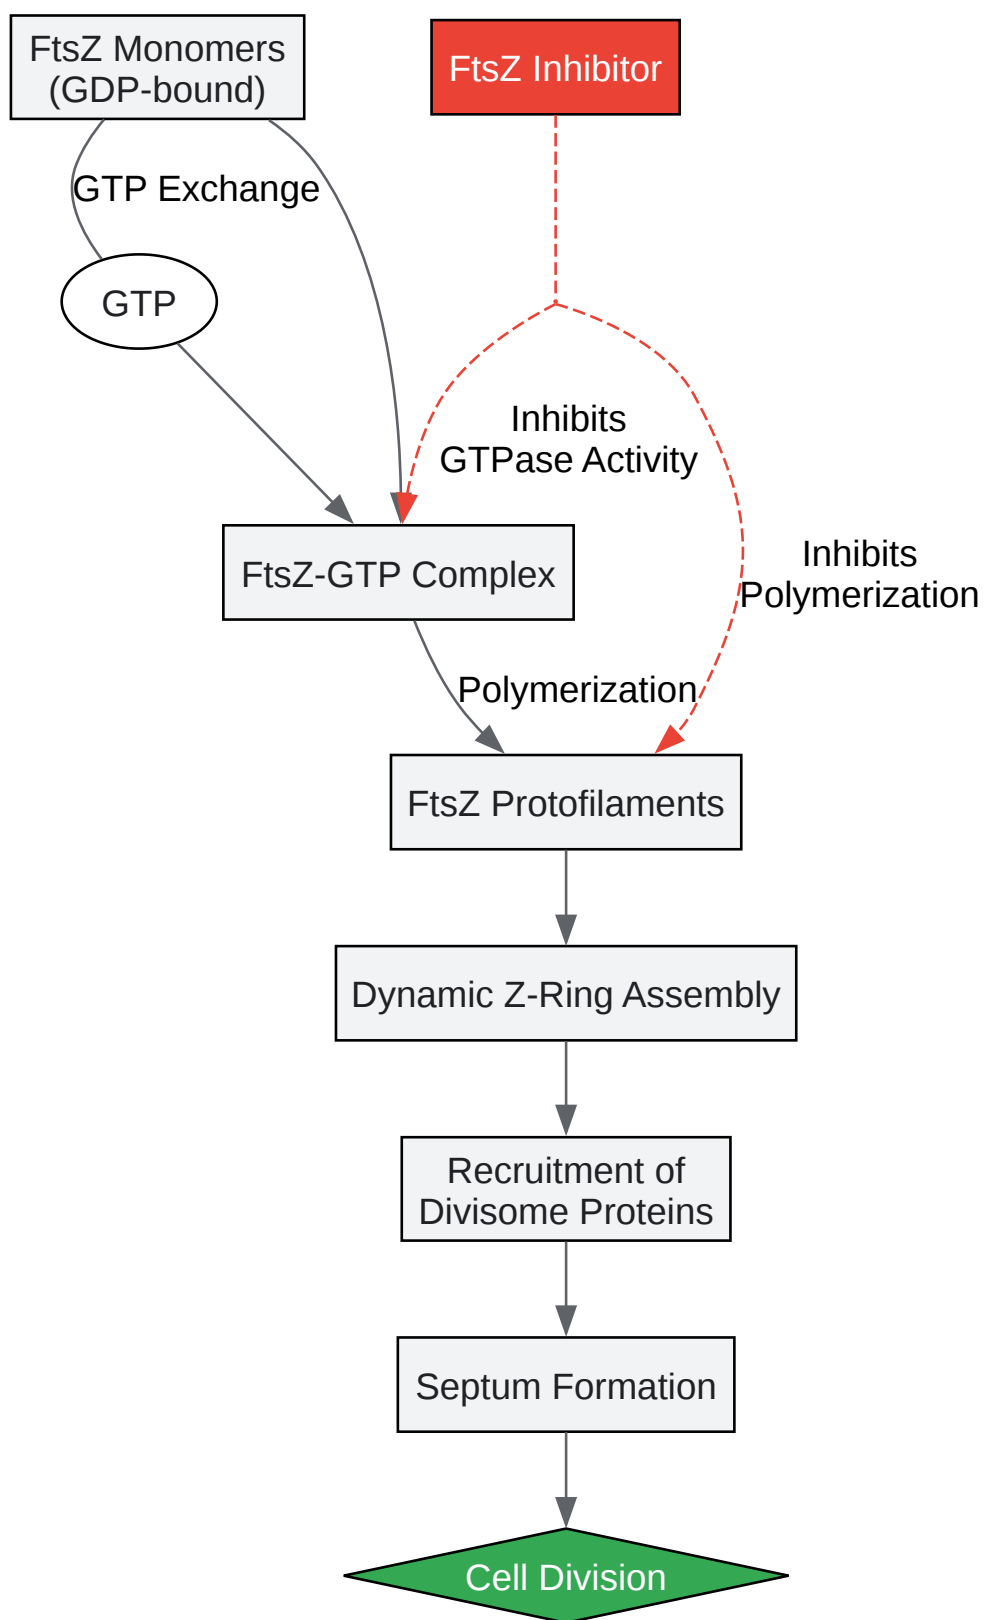 FtsZ Monomers
(GDP-bound)
FtsZ Inhibitor
GTP Exchange
GTP
Inhibits
GTPase Activity
Inhibits
Polymerization
FtsZ-GTP Complex
Polymerization
FtsZ Protofilaments
Dynamic Z-Ring Assembly
Recruitment of
Divisome Proteins
Septum Formation
Cell Division